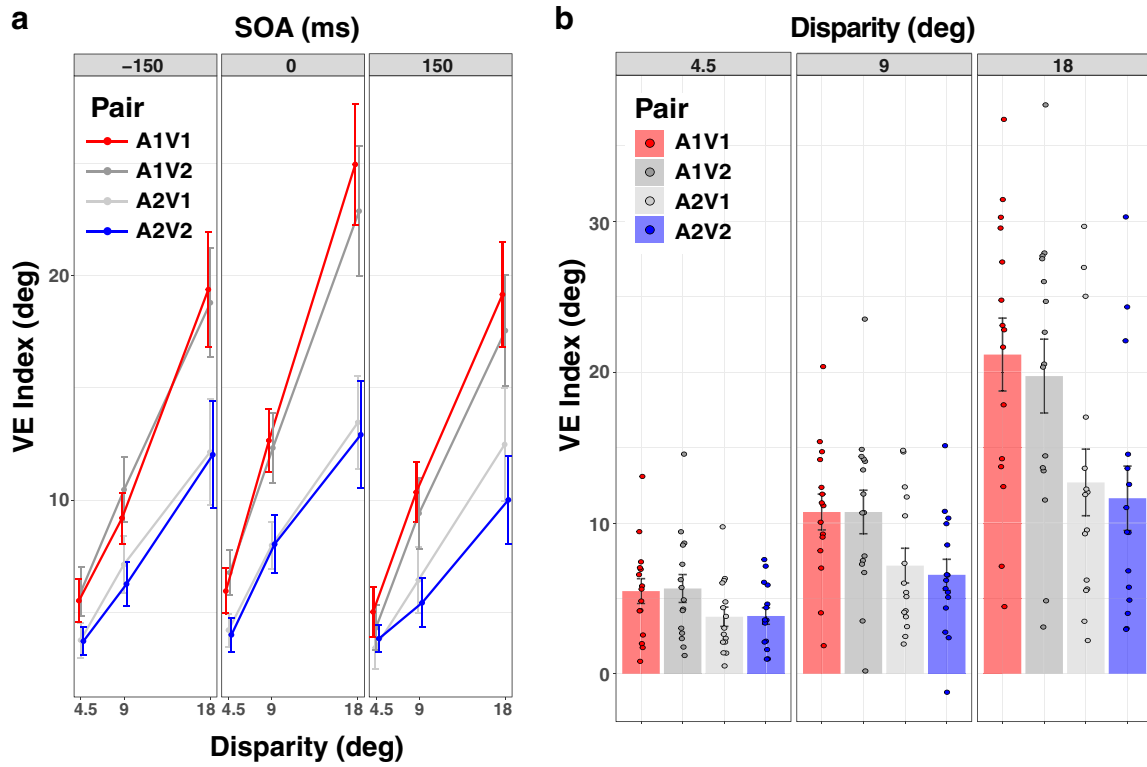 a
SOA (ms)
−150
0
150
Pair
A1V1
A1V2
A2V1
A2V2
VE Index (deg)
20
10
4.5 9 18 4.5 9 18 4.5 9 18
Disparity (deg)
b
Disparity (deg)
4.5
9
18
Pair
A1V1
A1V2
A2V1
A2V2
VE Index (deg)
30
20
10
0